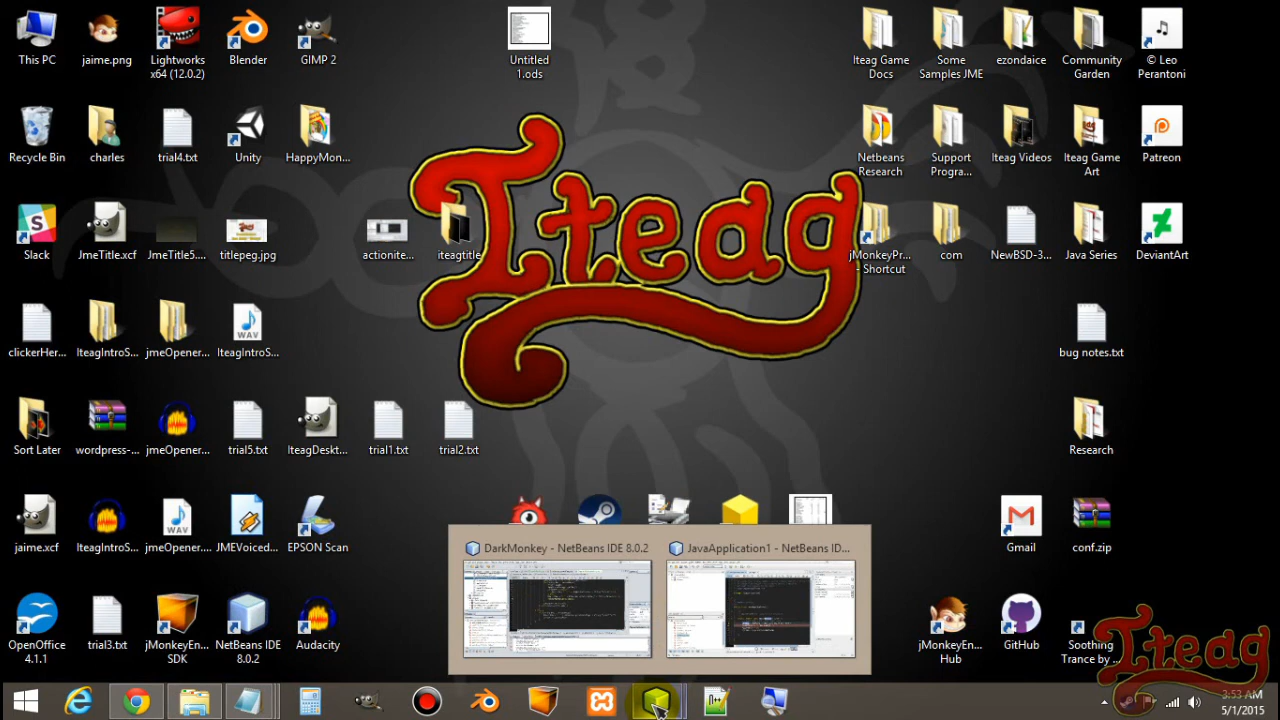 This PC
jaime.png
Lightworks
x64 (12.0.2)
Blender
GIMP 2
Untitled
1.ods
Iteag Game
Docs
Some
Samples JME
ezondaice
Community
Garden
© Leo
Perantoni
Recycle Bin
charles
trial4.txt
Unity
HappyMon...
Netbeans
Research
Support
Progra...
Iteag Videos
Iteag Game
Art
Patreon
Iteag
Slack
JmeTitle.xcf
JmeTitle5....
titlepeg.jpg
actionite...
iteagtitle
jMonkeyPr...
- Shortcut
com
NewBSD-3...
Java Series
DeviantArt
clickerHer...
IteagIntroS...
jmeOpener...
WAV
IteagIntroS...
bug notes.txt
Sort Later
wordpress-...
jmeOpener...
trial5.txt
IteagDeskt...
trial1.txt
trial2.txt
Research
jaime.xcf
IteagIntroS...
WAV
jmeOpener....
JMEVoiced...
EPSON Scan
Gmail
conf.zip
DarkMonkey - NetBeans IDE 8.0.2
JavaApplication1 - NetBeans ID...
OpenOffice
4.1.1
trial3.txt
jMonkeyEn...
SDK
NetBeans IDE
8.0.2
Audacity
jMonkeyEn...
Hub
GitHub
Soothing
Trance by ...
Iteag
3:53 AM
5/1/2015